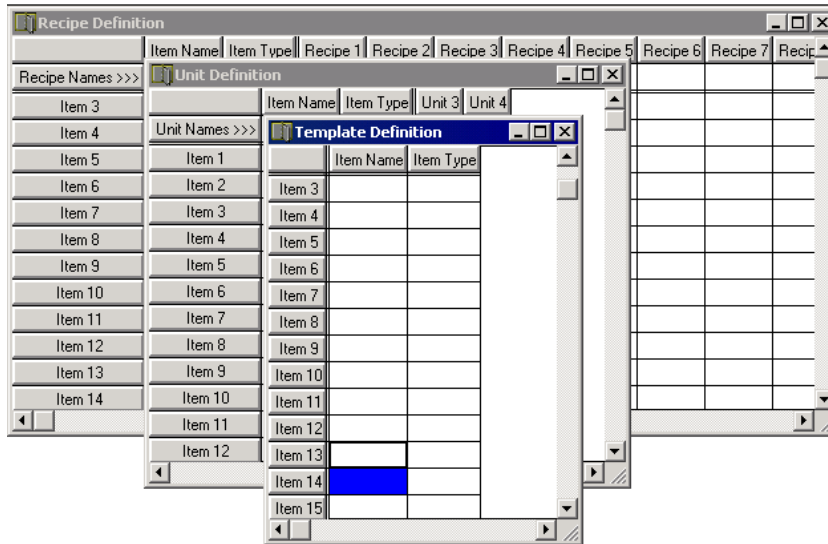 Recipe Definition
Item Name Item Type Recipe 1 Recipe 2 Recipe 3 Recipe 4 Recipe 5 Recipe 6 Recipe 7 Recip
Recipe Names >>>
Item 3
Item 4
Item 5
Item 6
Item 7
Item 8
Item 9
Item 10
Item 11
Item 12
Item 13
Item 14
Unit Definition
Item Name Item Type Unit 3 Unit 4
Unit Names >>>
Item 1
Item 2
Item 3
Item 4
Item 5
Item 6
Item 7
Item 8
Item 9
Item 10
Item 11
Item 12
Template Definition
Item Name Item Type
Item 3
Item 4
Item 5
Item 6
Item 7
Item 8
Item 9
Item 10
Item 11
Item 12
Item 13
Item 14
Item 15